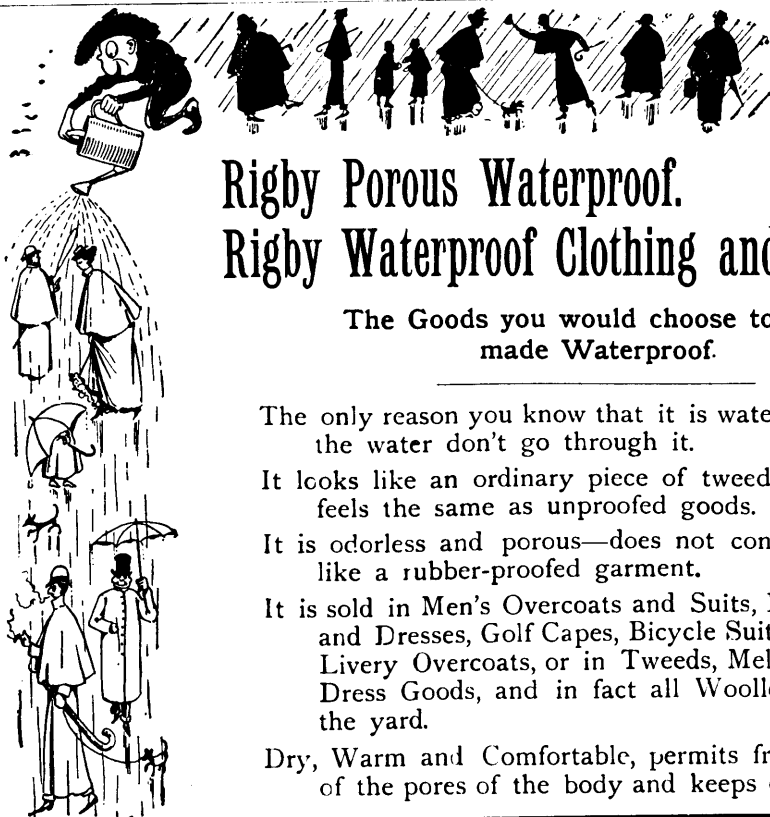 Rigby Porous Waterproof.
Rigby Waterproof Clothing and
The Goods you would choose to
made Waterproof.
The only reason you know that it is wate
the water don't go through it.
It looks like an ordinary piece of tweed
feels the same as unproofed goods.
It is odorless and porous—does not con
like a rubber-proofed garment.
It is sold in Men's Overcoats and Suits,
and Dresses, Golf Capes, Bicycle Suit
Livery Overcoats, or in Tweeds, Mel
Dress Goods, and in fact all Wooll
the yard.
Dry, Warm and Comfortable, permits fr
of the pores of the body and keeps